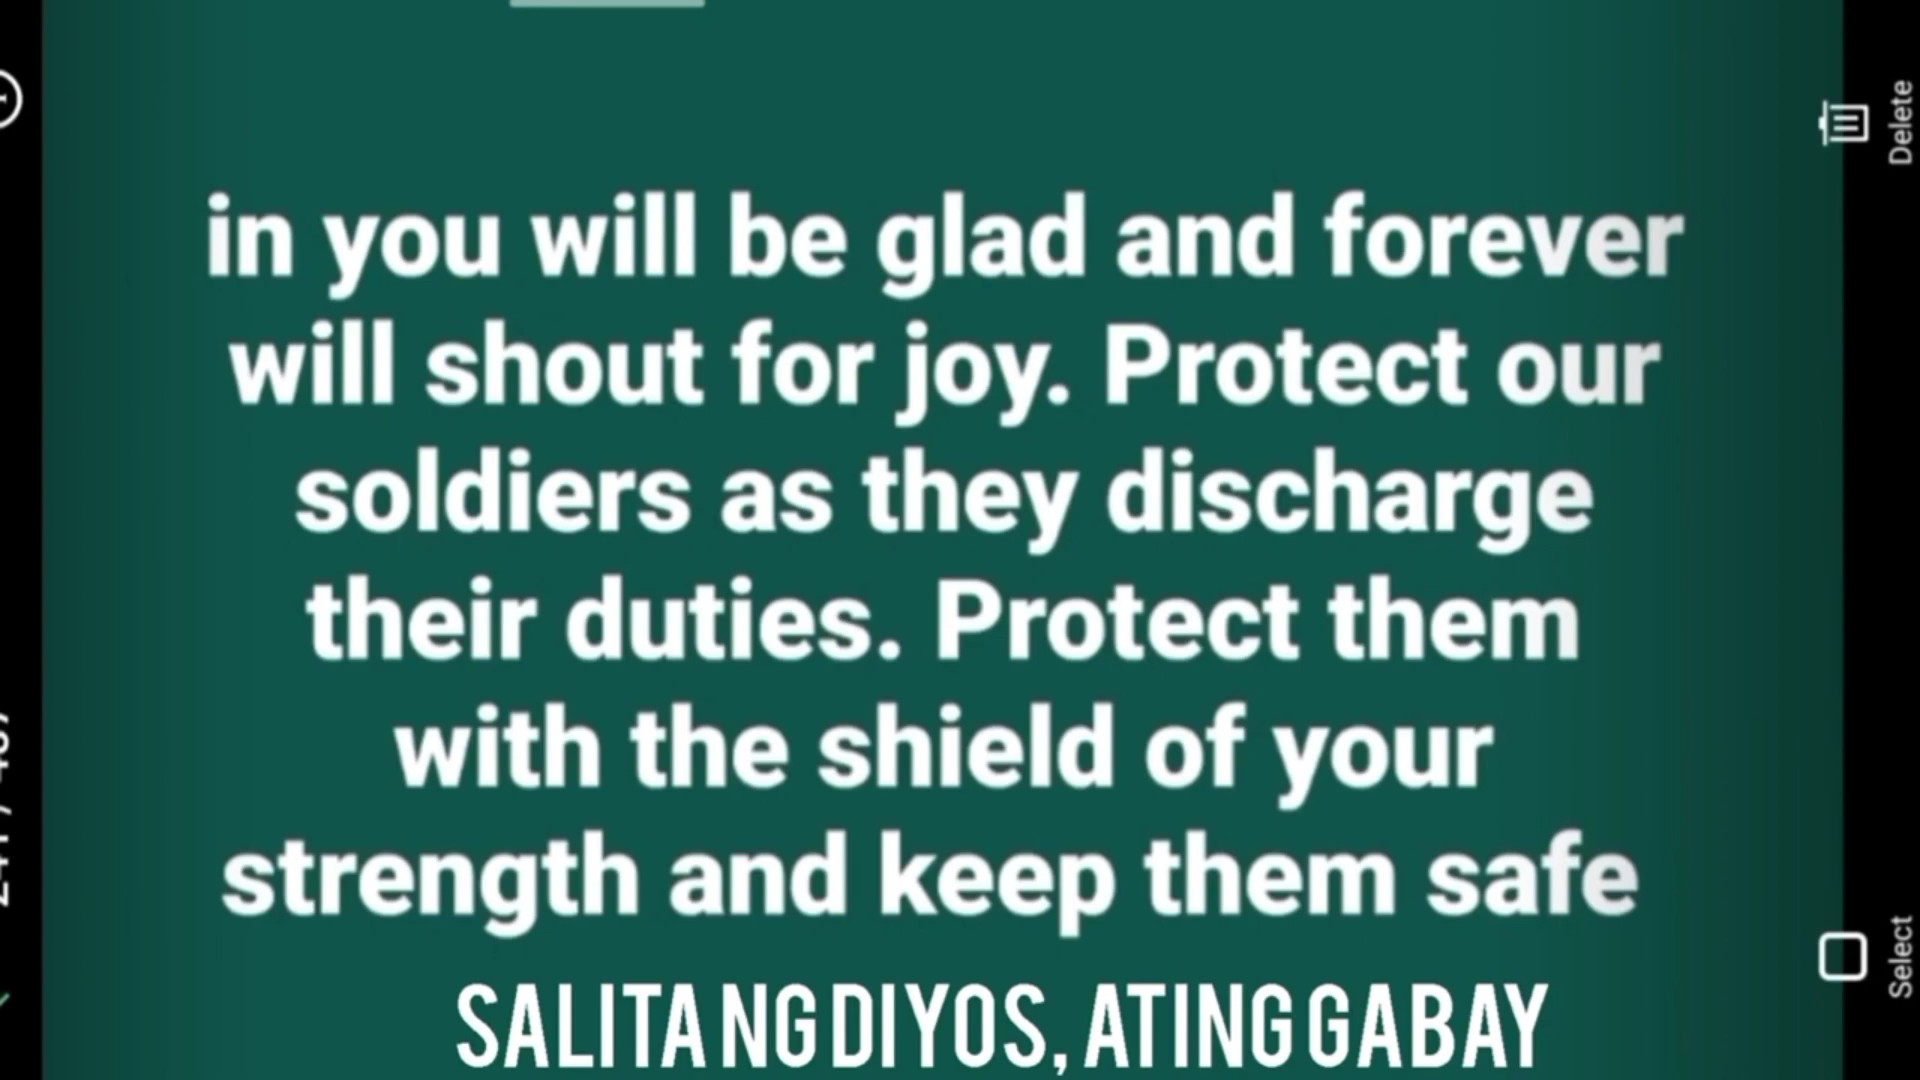 in you will be glad and forever
will shout for joy. Protect our
soldiers as they discharge
their duties. Protect them
with the shield of your
strength and keep them safe
SALITA NG DIYOS, ATING GABAY
Delete
Select